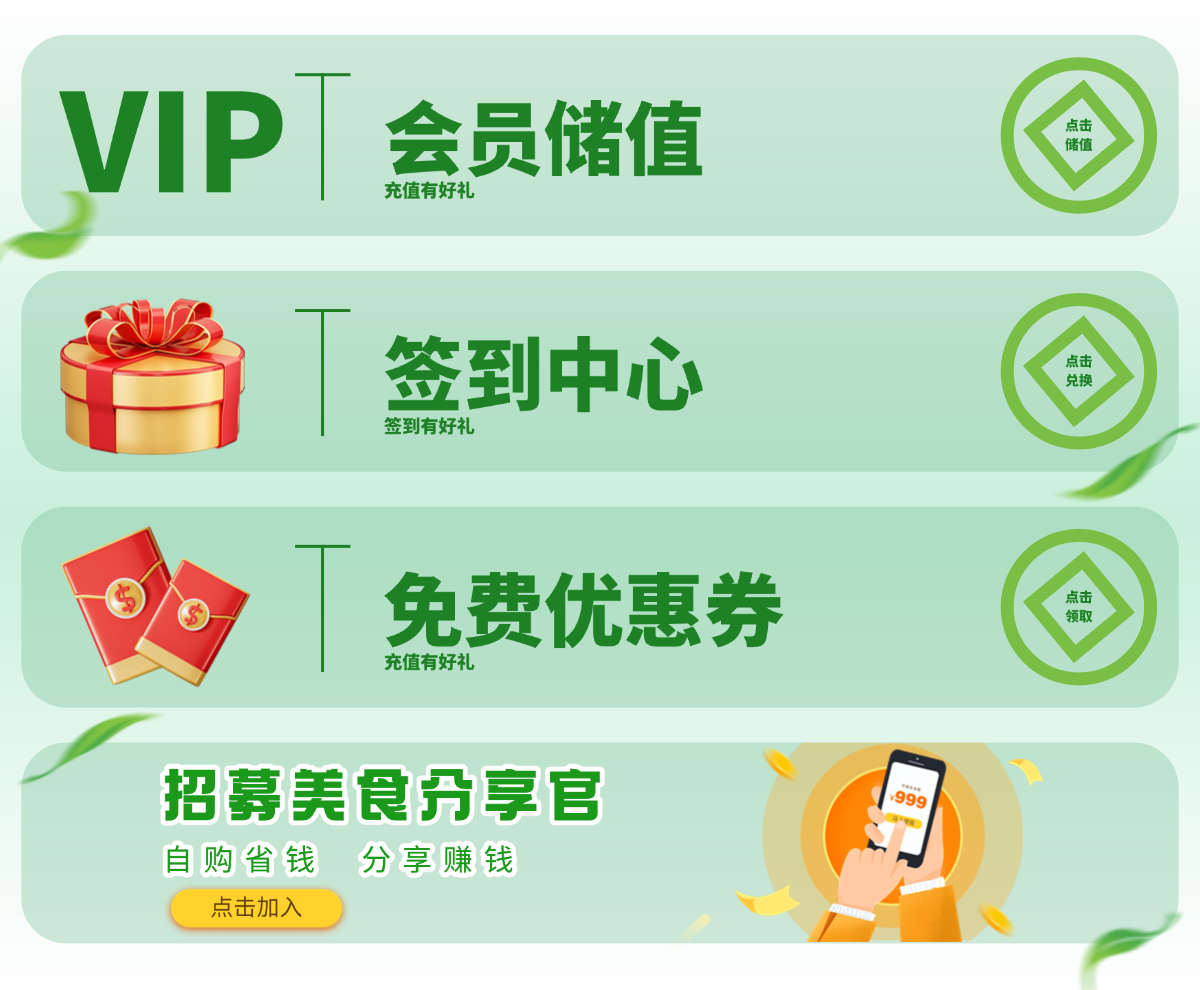 VIP
会员储值
充值有好礼
点击
储值
签到中心
签到有好礼
点击
兑换
免费优惠券
充值有好礼
点击
领取
招募美食分享官
自购省钱 分享赚钱
点击加入
¥999